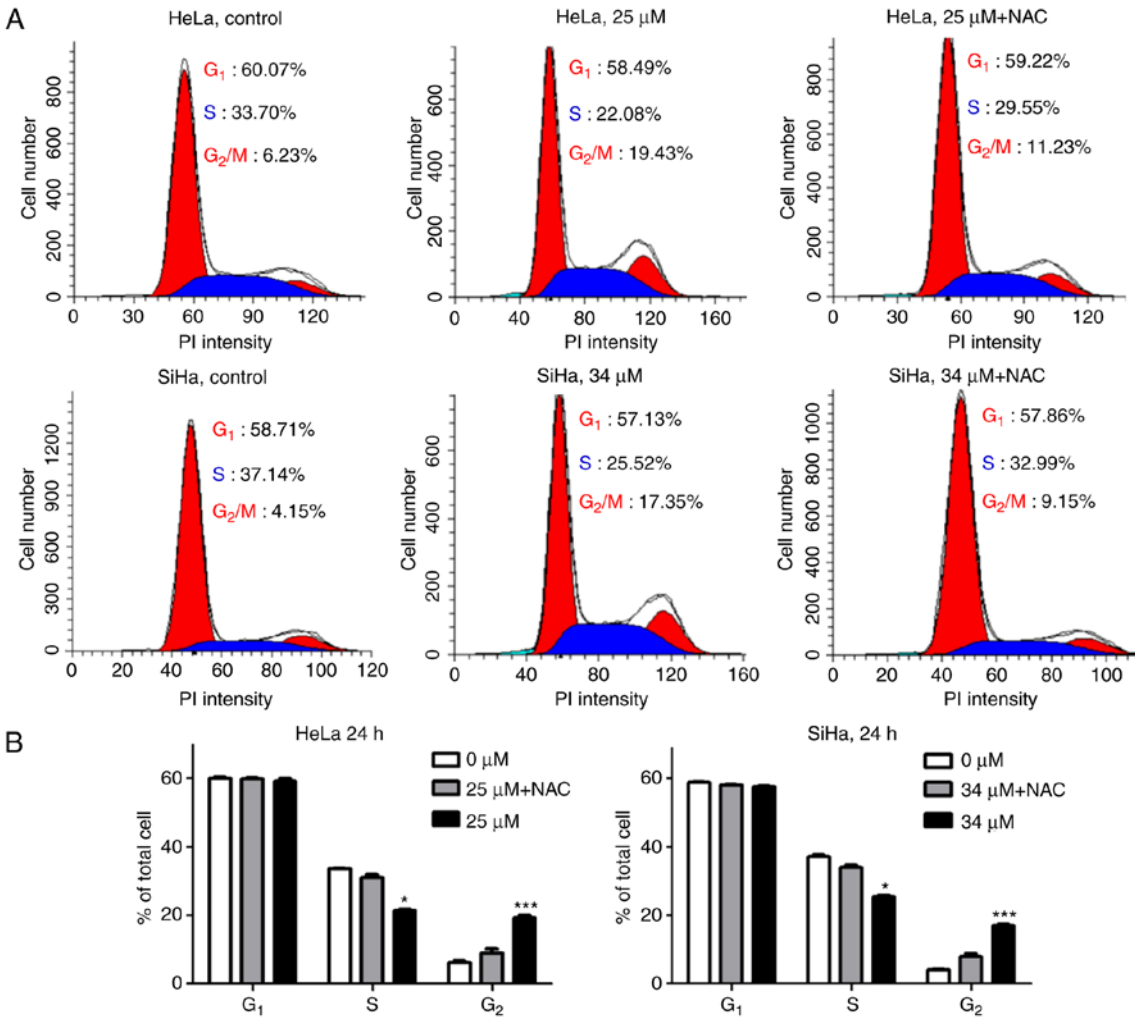 A
HeLa, control
G1 : 60.07%
S : 33.70%
G2/M : 6.23%
Cell number
800
600
400
200
0
0 30 60 90 120
PI intensity
HeLa, 25 μM
G1 : 58.49%
S : 22.08%
G2/M : 19.43%
Cell number
600
400
200
0
0 40 80 120 160
PI intensity
HeLa, 25 μM+NAC
G1 : 59.22%
S : 29.55%
G2/M : 11.23%
Cell number
800
600
400
200
0
0 30 60 90 120
PI intensity
SiHa, control
G1 : 58.71%
S : 37.14%
G2/M : 4.15%
Cell number
1200
900
600
300
0
0 20 40 60 80 100 120
PI intensity
SiHa, 34 μM
G1 : 57.13%
S : 25.52%
G2/M : 17.35%
Cell number
600
400
200
0
0 40 80 120 160
PI intensity
SiHa, 34 μM+NAC
G1 : 57.86%
S : 32.99%
G2/M : 9.15%
Cell number
1000
800
600
400
200
0
0 20 40 60 80 100
PI intensity
B
HeLa 24 h
0 μM
25 μM+NAC
25 μM
% of total cell
60
40
20
0
*
***
G1 S G2
SiHa, 24 h
0 μM
34 μM+NAC
34 μM
% of total cell
60
40
20
0
*
***
G1 S G2